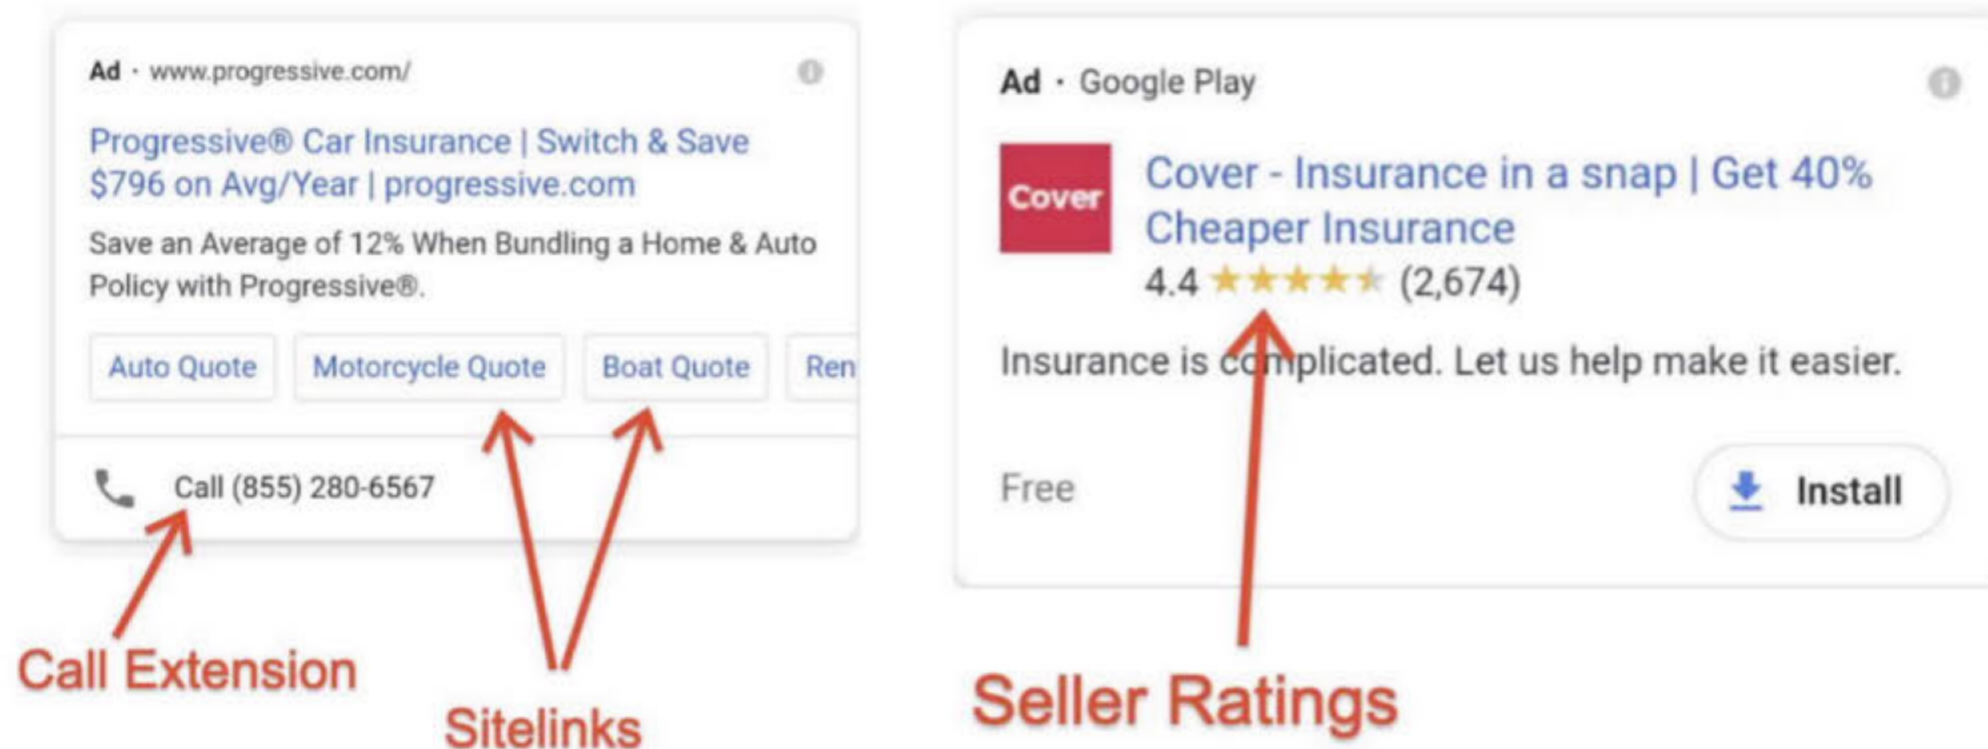 Ad · www.progressive.com/
Progressive® Car Insurance | Switch & Save
$796 on Avg/Year | progressive.com
Save an Average of 12% When Bundling a Home & Auto
Policy with Progressive®.
Auto Quote
Motorcycle Quote
Boat Quote
Ren
Call (855) 280-6567
Call Extension
Sitelinks
Ad · Google Play
Cover
Cover - Insurance in a snap | Get 40%
Cheaper Insurance
4.4 ★★★★★ (2,674)
Insurance is complicated. Let us help make it easier.
Free
Install
Seller Ratings